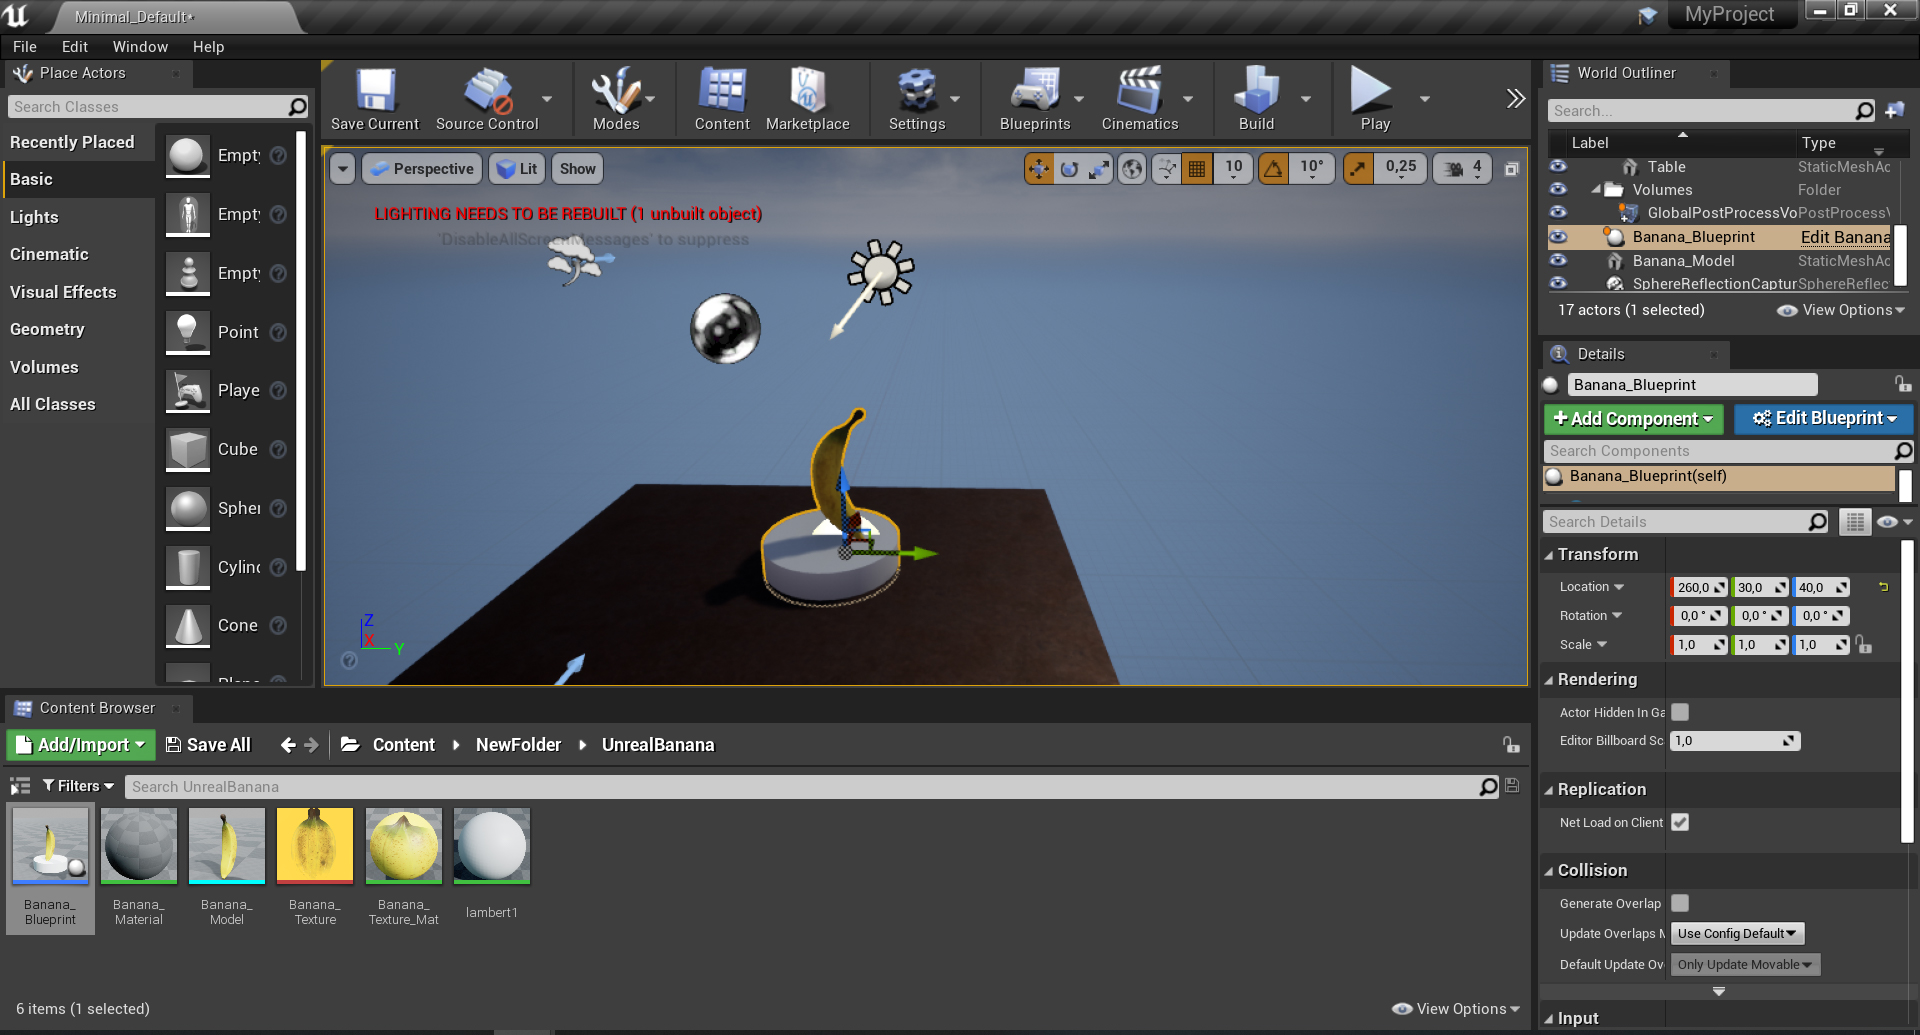 Minimal_Default*
MyProject
File Edit Window Help
Place Actors
Search Classes
Recently Placed
Basic
Lights
Cinematic
Visual Effects
Geometry
Volumes
All Classes
Empty
Empty
Empty
Point
Playe
Cube
Spher
Cylind
Cone
Plane
Save Current
Source Control
Modes
Content
Marketplace
Settings
Blueprints
Cinematics
Build
Play
Perspective
Lit
Show
10
10°
0,25
4
LIGHTING NEEDS TO BE REBUILT (1 unbuilt object)
'DisableAllScreenMessages' to suppress
Z
X
Y
World Outliner
Search...
Label Type
Table StaticMeshAc
Volumes Folder
GlobalPostProcessVo PostProcessV
Banana_Blueprint Edit Banana
Banana_Model StaticMeshAc
SphereReflectionCaptur SphereReflec
17 actors (1 selected)
View Options
Details
Banana_Blueprint
+Add Component
Edit Blueprint
Search Components
Banana_Blueprint(self)
Search Details
Transform
Location 260,0 30,0 40,0
Rotation 0,0° 0,0° 0,0°
Scale 1,0 1,0 1,0
Rendering
Actor Hidden In Ga
Editor Billboard Sc 1,0
Replication
Net Load on Client
Collision
Generate Overlap
Update Overlaps M Use Config Default
Default Update Ov Only Update Movable
Input
Content Browser
Add/Import
Save All
Content
NewFolder
UnrealBanana
Filters
Search UnrealBanana
Banana_
Blueprint
Banana_
Material
Banana_
Model
Banana_
Texture
Banana_
Texture_Mat
lambert1
6 items (1 selected)
View Options